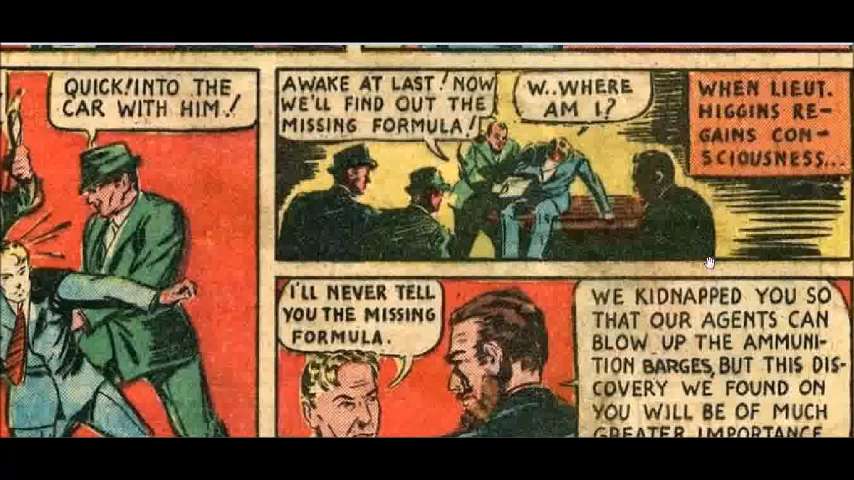 QUICK! INTO THE
CAR WITH HIM!
AWAKE AT LAST! NOW
WE'LL FIND OUT THE
MISSING FORMULA!
W..WHERE
AM I?
WHEN LIEUT.
HIGGINS RE-
GAINS CON-
SCIOUSNESS...
I'LL NEVER TELL
YOU THE MISSING
FORMULA.
WE KIDNAPPED YOU SO
THAT OUR AGENTS CAN
BLOW UP THE AMMUNI-
TION BARGES, BUT THIS DIS-
COVERY WE FOUND ON
YOU WILL BE OF MUCH
GREATER IMPORTANCE